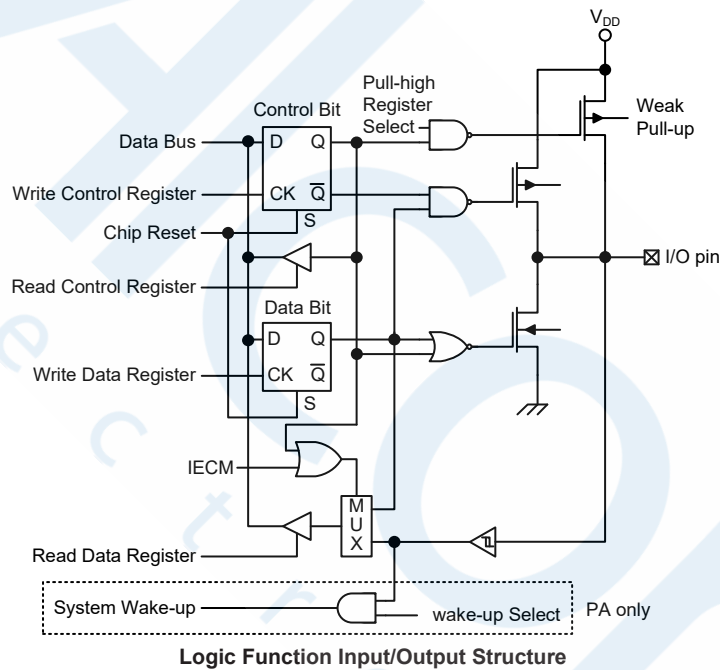 V_DD
Pull-high
Register
Select
Control Bit
Weak
Pull-up
Data Bus
D Q
Write Control Register
CK Q̅
Chip Reset
S
I/O pin
Read Control Register
Data Bit
D Q
Write Data Register
CK Q̅
S
IECM
M
U
X
Read Data Register
System Wake-up
wake-up Select
PA only
Logic Function Input/Output Structure